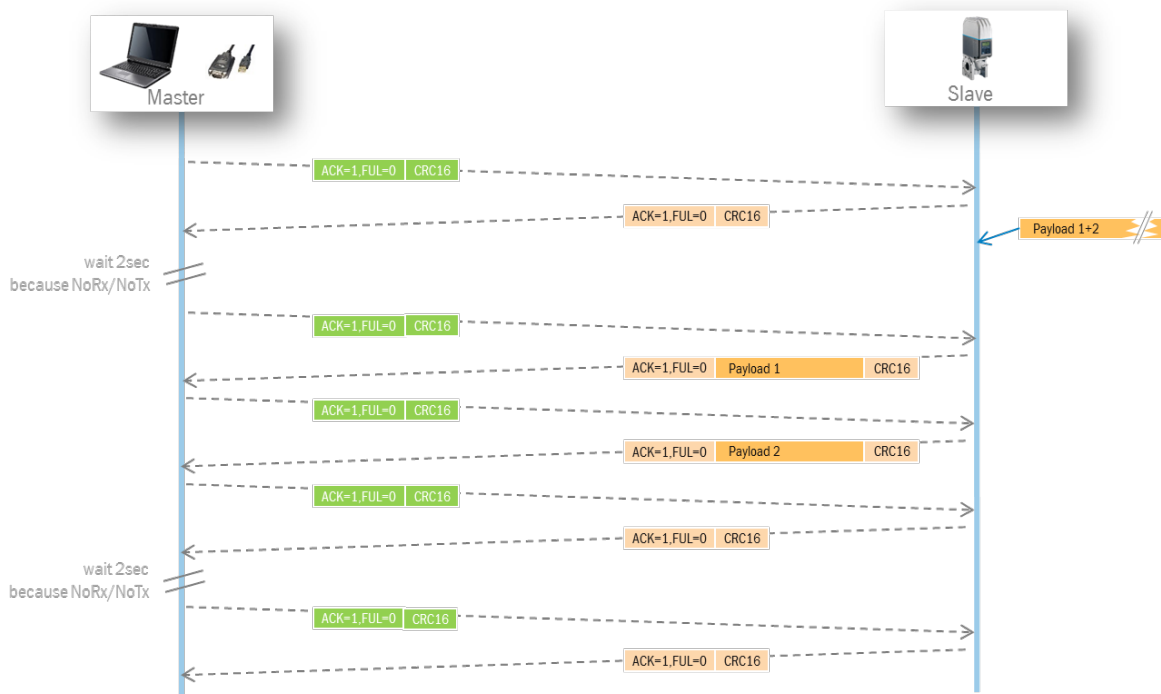 Master
Slave
ACK=1,FUL=0 CRC16
ACK=1,FUL=0 CRC16
Payload 1+2
wait 2sec
because NoRx/NoTx
ACK=1,FUL=0 CRC16
ACK=1,FUL=0 Payload 1 CRC16
ACK=1,FUL=0 CRC16
ACK=1,FUL=0 Payload 2 CRC16
ACK=1,FUL=0 CRC16
ACK=1,FUL=0 CRC16
wait 2sec
because NoRx/NoTx
ACK=1,FUL=0 CRC16
ACK=1,FUL=0 CRC16